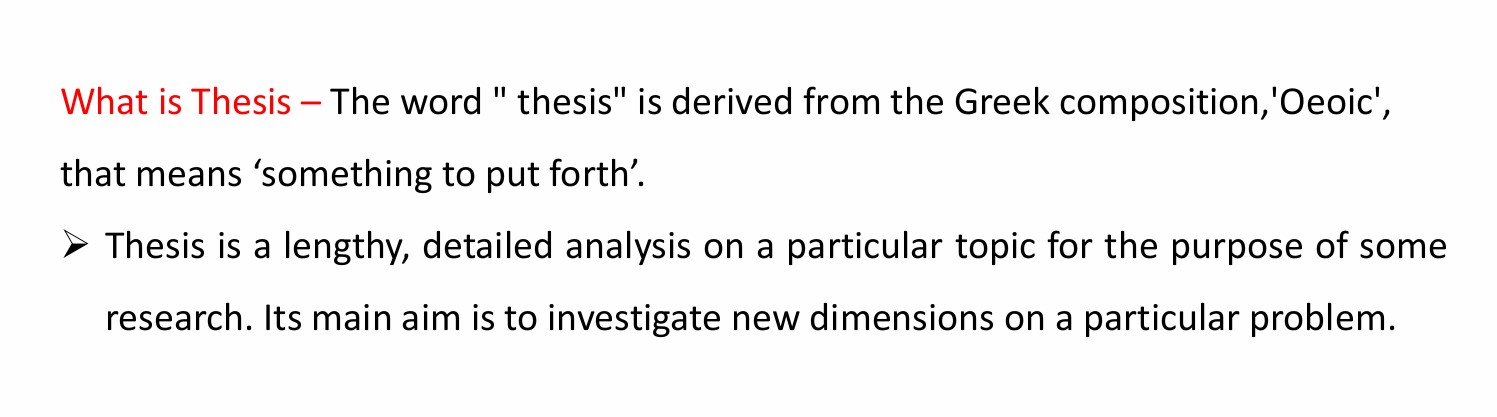 What is Thesis – The word " thesis" is derived from the Greek composition,'Oeoic',
that means ‘something to put forth’.
➢ Thesis is a lengthy, detailed analysis on a particular topic for the purpose of some
research. Its main aim is to investigate new dimensions on a particular problem.